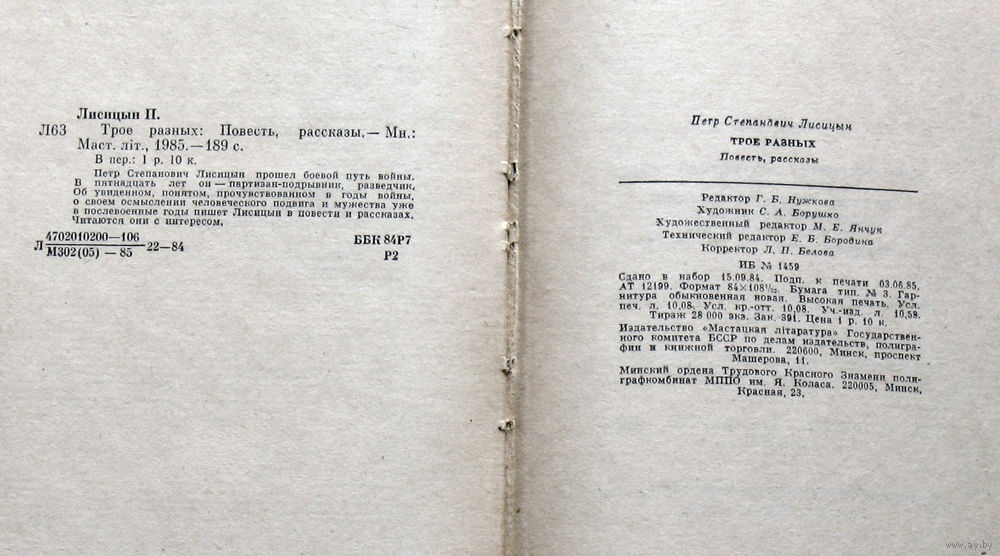 Лисицын П.
Л63 Трое разных: Повесть, рассказы.— Мн.:
Маст. літ., 1985.—189 с.
В пер.: 1 р. 10 к.
Петр Степанович Лисицын прошел боевой путь войны.
В пятнадцать лет он—партизан-подрывник, разведчик.
Об увиденном, понятом, прочувствованном в годы войны,
о своем осмыслении человеческого подвига и мужества уже
в послевоенные годы пишет Лисицын в повести и рассказах.
Читаются они с интересом.
Л 4702010200—106
М302(05) — 85
22—84
ББК 84Р7
Р2
Петр Степанович Лисицын
ТРОЕ РАЗНЫХ
Повесть, рассказы
Редактор Г. Б. Нужкова
Художник С. А. Борушко
Художественный редактор М. Е. Янчук
Технический редактор Е. Б. Бородина
Корректор Л. П. Белова
ИБ № 1459
Сдано в набор 15.09.84. Подп. к печати 03.06.85.
АТ 12199. Формат 84×108¹/₃₂. Бумага тип. № 3. Гар-
нитура обыкновенная новая. Высокая печать. Усл.
печ. л. 10,08. Усл. кр.-отт. 10,08. Уч.-изд. л. 10,58.
Тираж 28 000 экз. Зак. 391. Цена 1 р. 10 к.
Издательство «Мастацкая літаратура» Государствен-
ного комитета БССР по делам издательств, полигра-
фии и книжной торговли. 220600, Минск, проспект
Машерова, 11.
Минский ордена Трудового Красного Знамени поли-
графкомбинат МППО им. Я. Коласа. 220005, Минск,
Красная, 23.
www.ay.by